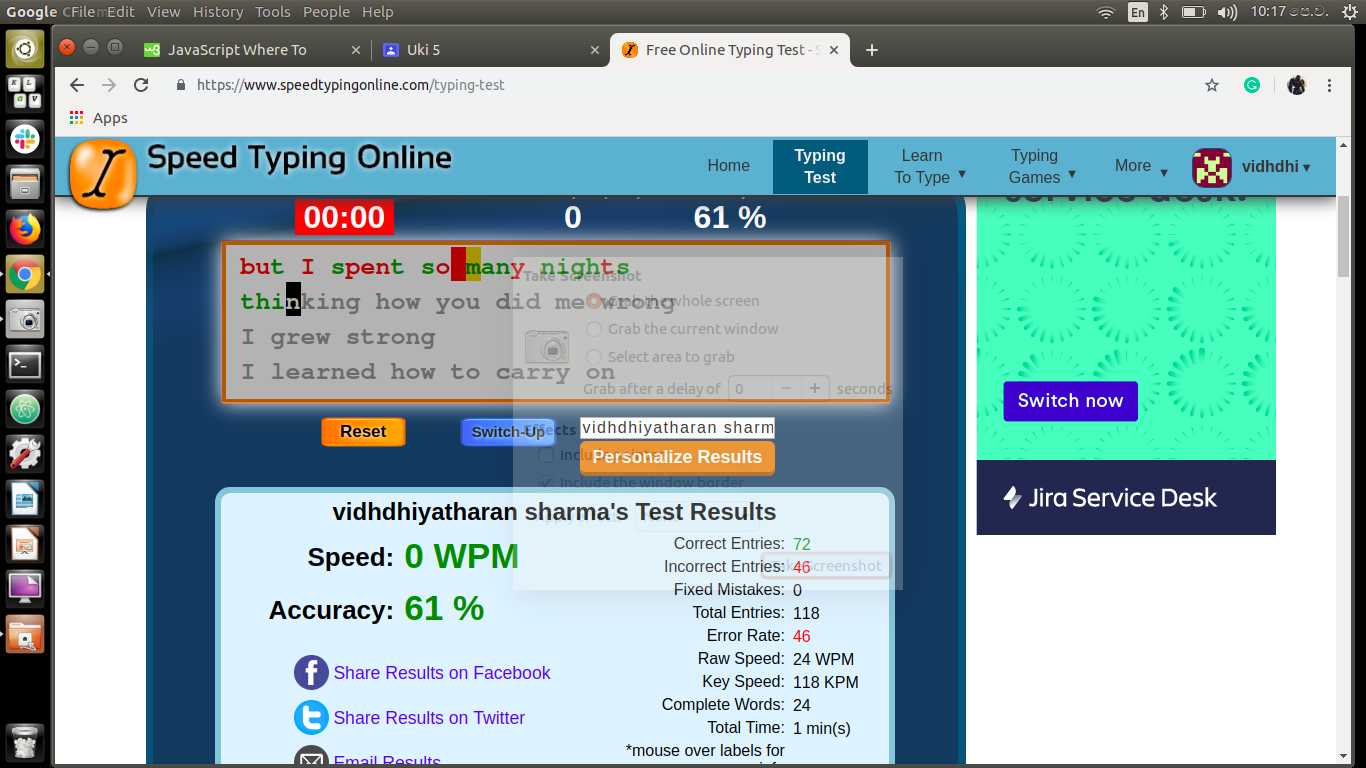 Google Chrome File Edit View History Tools People Help
En
10:17 පෙ.ව.
JavaScript Where To
Uki 5
Free Online Typing Test - S
https://www.speedtypingonline.com/typing-test
Apps
Speed Typing Online
Home
Typing Test
Learn To Type
Typing Games
More
vidhdhi
00:00
0
61 %
but I spent so many nights
thinking how you did me wrong
I grew strong
I learned how to carry on
Take Screenshot
Grab the whole screen
Grab the current window
Select area to grab
Grab after a delay of 0 seconds
Effects
Include the window border
Reset
Switch-Up
vidhdhiyatharan sharm
Personalize Results
vidhdhiyatharan sharma's Test Results
Speed: 0 WPM
Accuracy: 61 %
Correct Entries: 72
Incorrect Entries: 46
Take Screenshot
Fixed Mistakes: 0
Total Entries: 118
Error Rate: 46
Raw Speed: 24 WPM
Key Speed: 118 KPM
Complete Words: 24
Total Time: 1 min(s)
*mouse over labels for
Share Results on Facebook
Share Results on Twitter
Email Results
service desk.
Switch now
Jira Service Desk